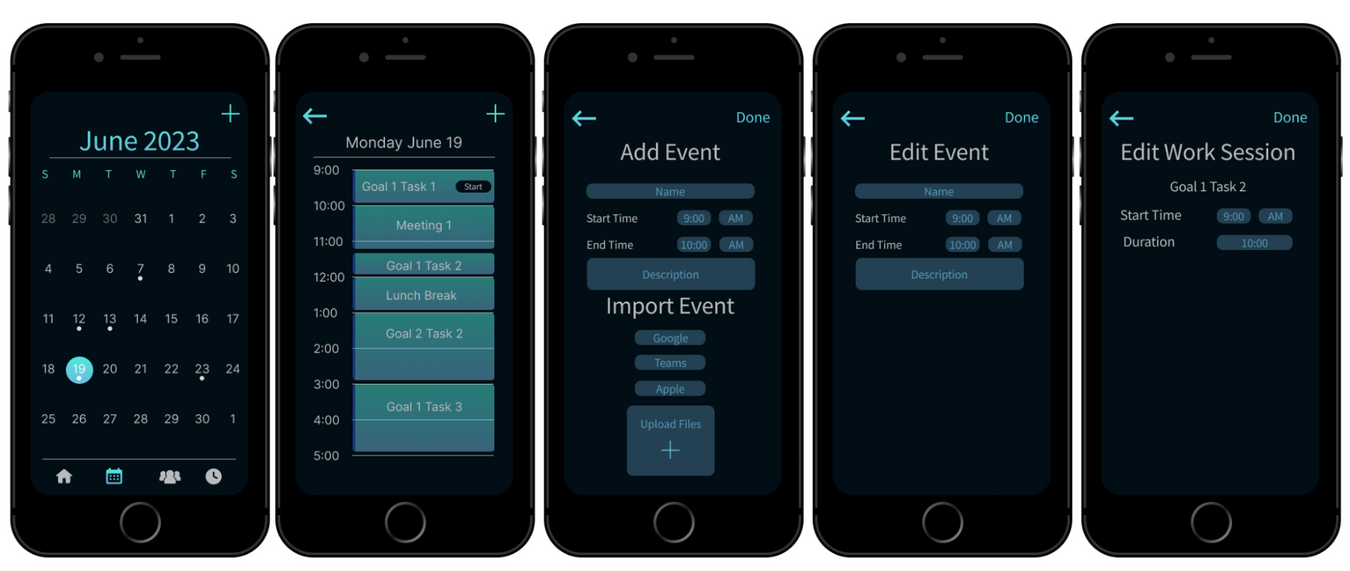 June 2023
S M T W T F S
28 29 30 31 1 2 3
4 5 6 7 8 9 10
11 12 13 14 15 16 17
18 19 20 21 22 23 24
25 26 27 28 29 30 1
Monday June 19
9:00
Goal 1 Task 1 Start
10:00
Meeting 1
11:00
Goal 1 Task 2
12:00
Lunch Break
1:00
Goal 2 Task 2
2:00
3:00
Goal 1 Task 3
4:00
5:00
Done
Add Event
Name
Start Time 9:00 AM
End Time 10:00 AM
Description
Import Event
Google
Teams
Apple
Upload Files
Done
Edit Event
Name
Start Time 9:00 AM
End Time 10:00 AM
Description
Done
Edit Work Session
Goal 1 Task 2
Start Time 9:00 AM
Duration 10:00